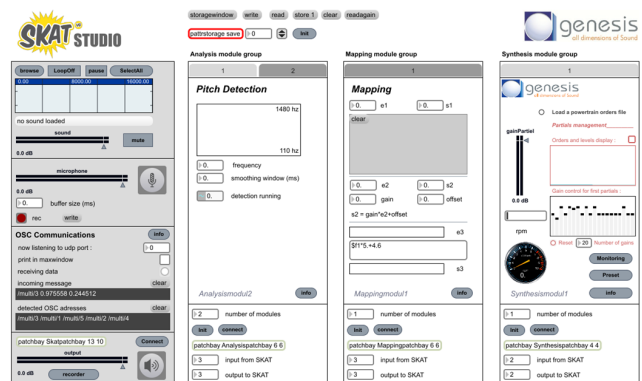 SKAT VI
STUDIO
storagewindow write read store 1 clear readagain
pattrstorage save 0 init
genesis
all dimensions of Sound
browse LoopOff pause SelectAll
0.00 8000.00 16000.00
no sound loaded
sound
mute
0.0 dB
microphone
0.0 dB
0. buffer size (ms)
rec write
OSC Communications info
now listening to udp port : 0
print in maxwindow
receiving data
incoming message clear
/multi/3 0.975558 0.244512
detected OSC adresses clear
/multi/3 /multi/1 /multi/5 /multi/2 /multi/4
patchbay Skatpatchbay 13 10 Connect
output
0.0 dB recorder
Analysis module group
1 2
Pitch Detection
1480 hz
110 hz
0. frequency
0. smoothing window (ms)
0. detection running
Analysismodul2 info
2 number of modules
Init connect
patchbay Analysispatchbay 6 6
3 input from SKAT
3 output to SKAT
Mapping module group
1
Mapping
0. e1 0. s1
clear
0. e2 0. s2
0. gain 0. offset
s2 = gain*e2+offset
e3
$f1*5.+4.6
s3
Mappingmodul1 info
1 number of modules
Init connect
patchbay Mappingpatchbay 6 6
3 input from SKAT
3 output to SKAT
Synthesis module group
1
genesis
all dimensions of Sound
Load a powertrain orders file
Partials management
gainPartiel
Orders and levels display :
Gain control for first partials :
0.0 dB
rpm
Reset 20 Number of gains
Monitoring
Preset
Synthesismodul1 info
1 number of modules
Init connect
patchbay Synthesispatchbay 4 4
2 input from SKAT
2 output to SKAT